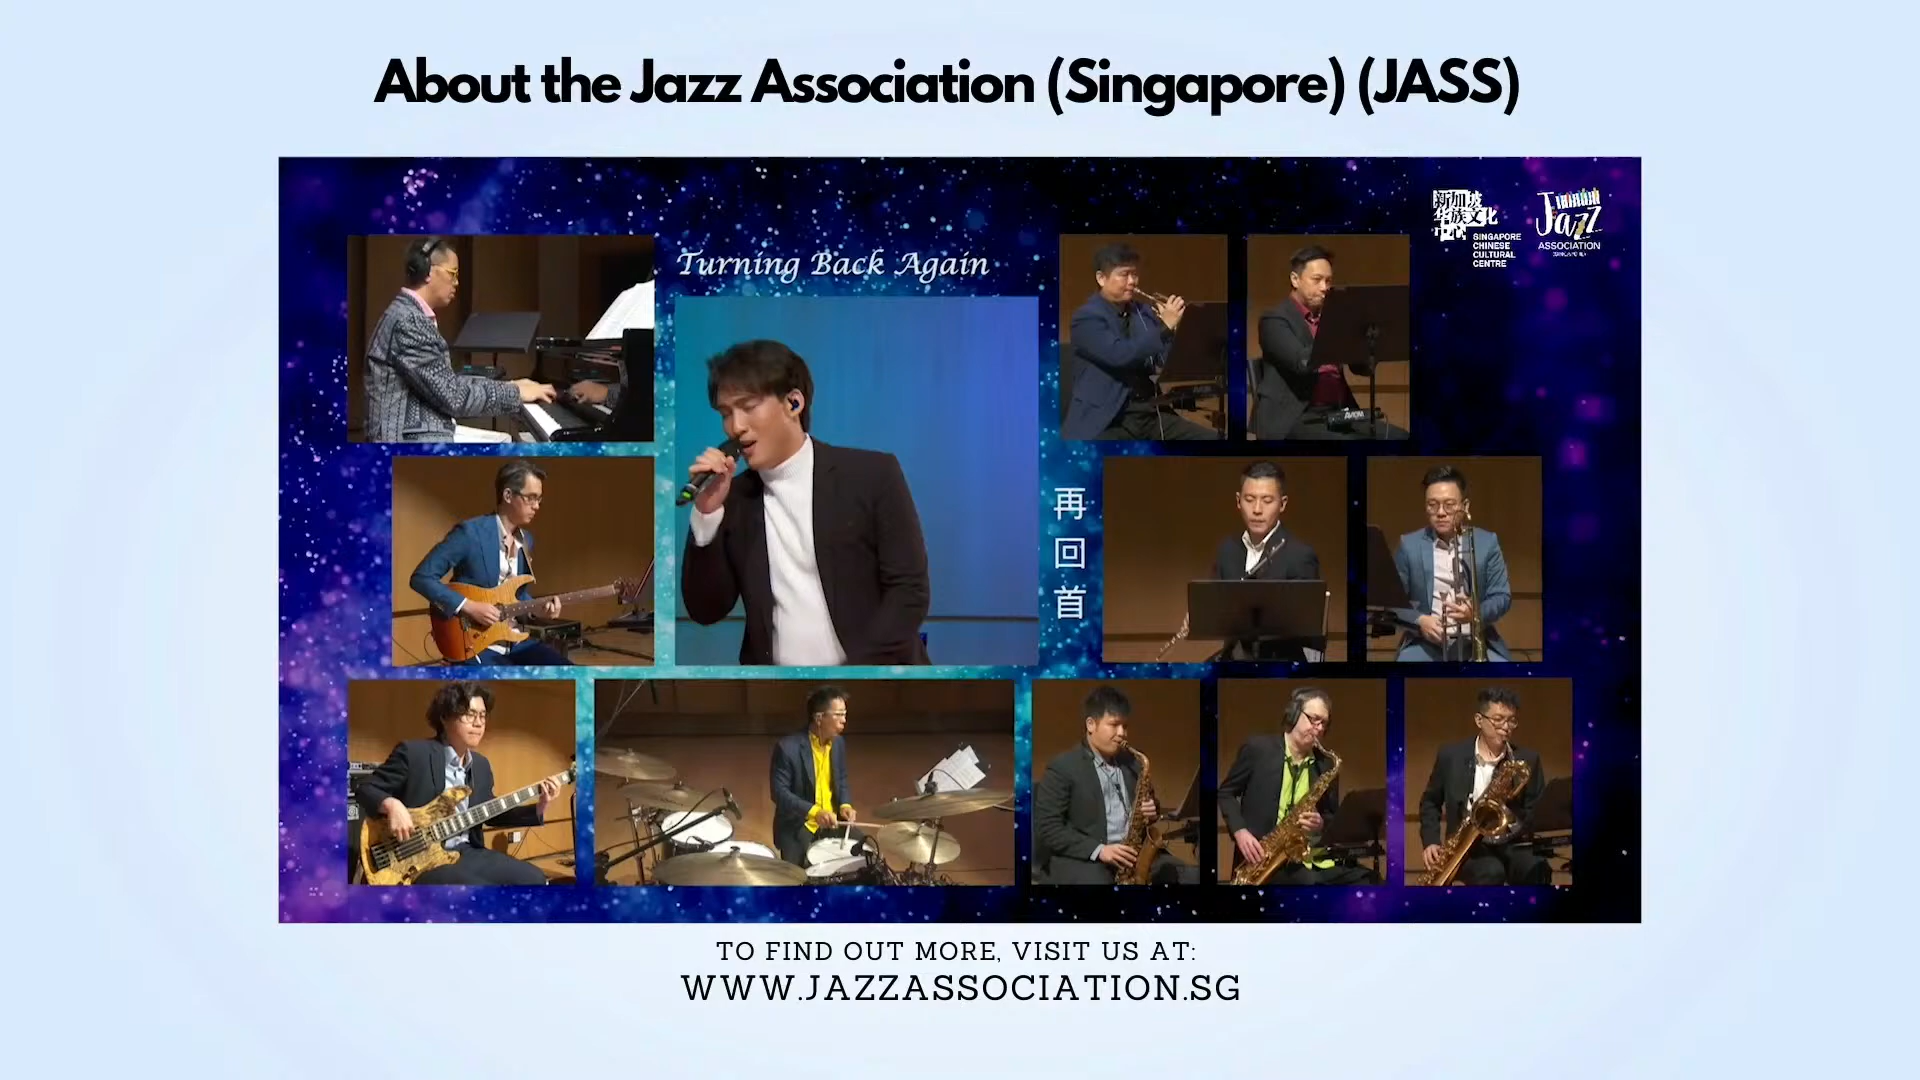 About the Jazz Association (Singapore) (JASS)
新加坡
华族文化
中心
SINGAPORE
CHINESE
CULTURAL
CENTRE
Jazz
ASSOCIATION
Turning Back Again
再
回
首
AVIOM
TO FIND OUT MORE, VISIT US AT:
WWW.JAZZASSOCIATION.SG